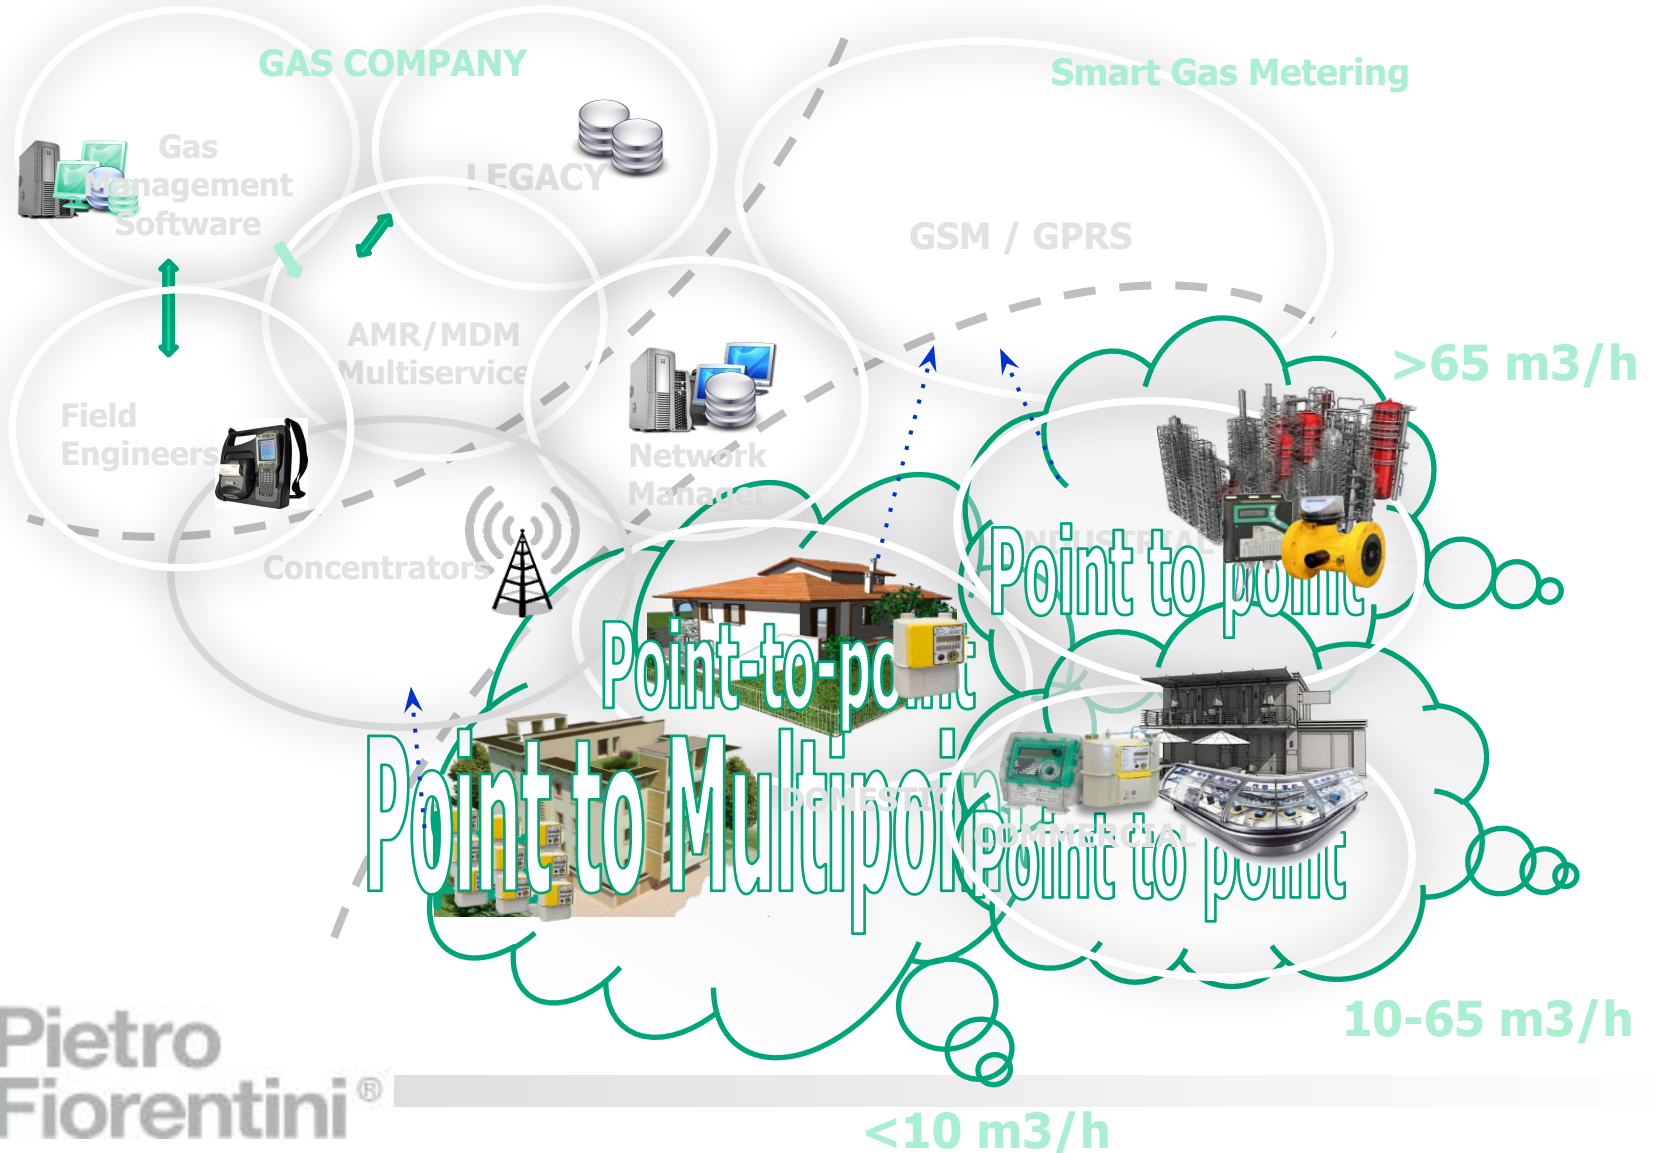 GAS COMPANY
Smart Gas Metering
Gas
Management
Software
LEGACY
GSM / GPRS
AMR/MDM
Multiservice
>65 m3/h
Field
Engineers
Network
Manager
Concentrators
INDUSTRIAL
Point to point
Point-to-point
Point to Multipoin
DOMESTIC
COMMERCIAL
Point to point
10-65 m3/h
Pietro
Fiorentini®
<10 m3/h